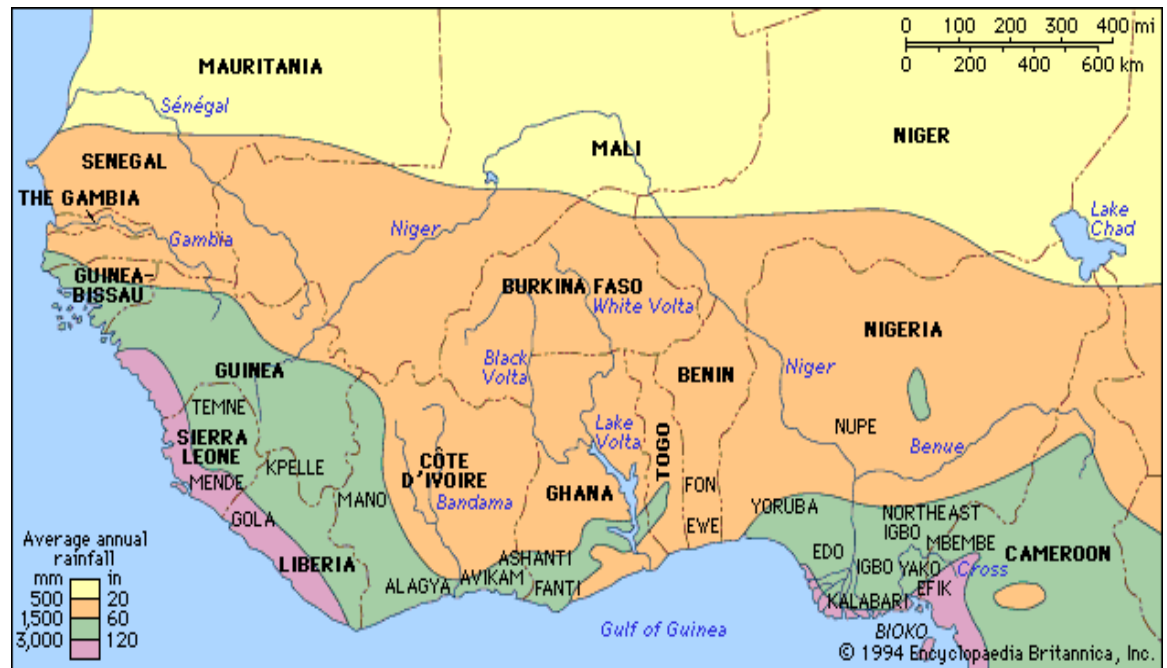 0 100 200 300 400 mi
0 200 400 600 km
MAURITANIA
Sénégal
NIGER
MALI
SENEGAL
THE GAMBIA
Lake
Chad
Niger
Gambia
GUINEA-
BISSAU
BURKINA FASO
White Volta
NIGERIA
Black
Volta
GUINEA
BENIN
Niger
TEMNE
NUPE
Lake
Volta
TOGO
Benue
SIERRA
LEONE
KPELLE
CÔTE
D'IVOIRE
MENDE
MANO
Bandama
GHANA
FON
GOLA
YORUBA
NORTHEAST
IGBO
EWE
MBEMBE
EDO
CAMEROON
LIBERIA
ASHANTI
IGBO
YAKO
Cross
ALAGYA
AVIKAM
FANTI
EFIK
KALABARI
Gulf of Guinea
BIOKO
Average annual
rainfall
mm in
500 20
1,500 60
3,000 120
© 1994 Encyclopaedia Britannica, Inc.